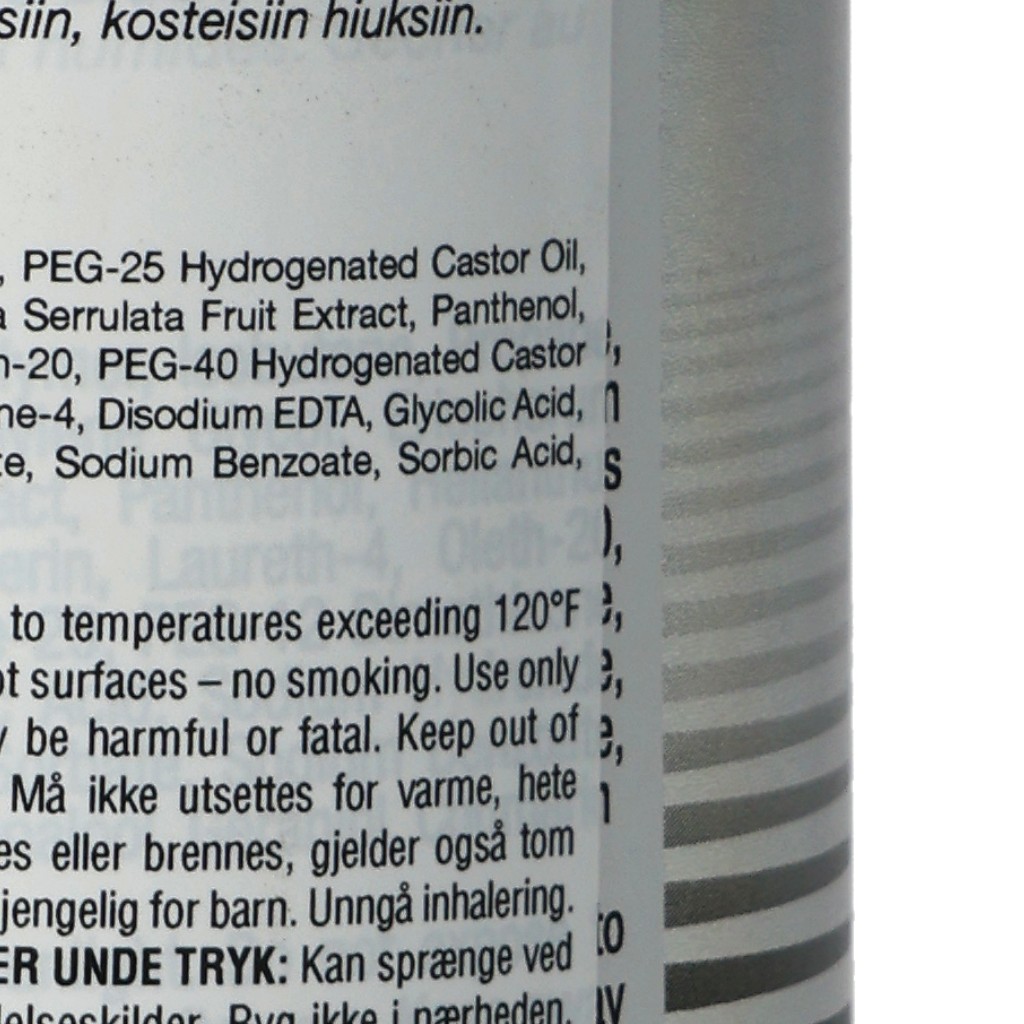 kosteisiin hiuksiin.
, PEG-25 Hydrogenated Castor Oil,
Serrulata Fruit Extract, Panthenol,
-20, PEG-40 Hydrogenated Castor
-4, Disodium EDTA, Glycolic Acid,
Sodium Benzoate, Sorbic Acid,
to temperatures exceeding 120°F
surfaces – no smoking. Use only
be harmful or fatal. Keep out of
Må ikke utsettes for varme, hete
eller brennes, gjelder også tom
jengelig for barn. Unngå inhalering.
ER UNDE TRYK: Kan sprænge ved
Ryg ikke i nærheden.